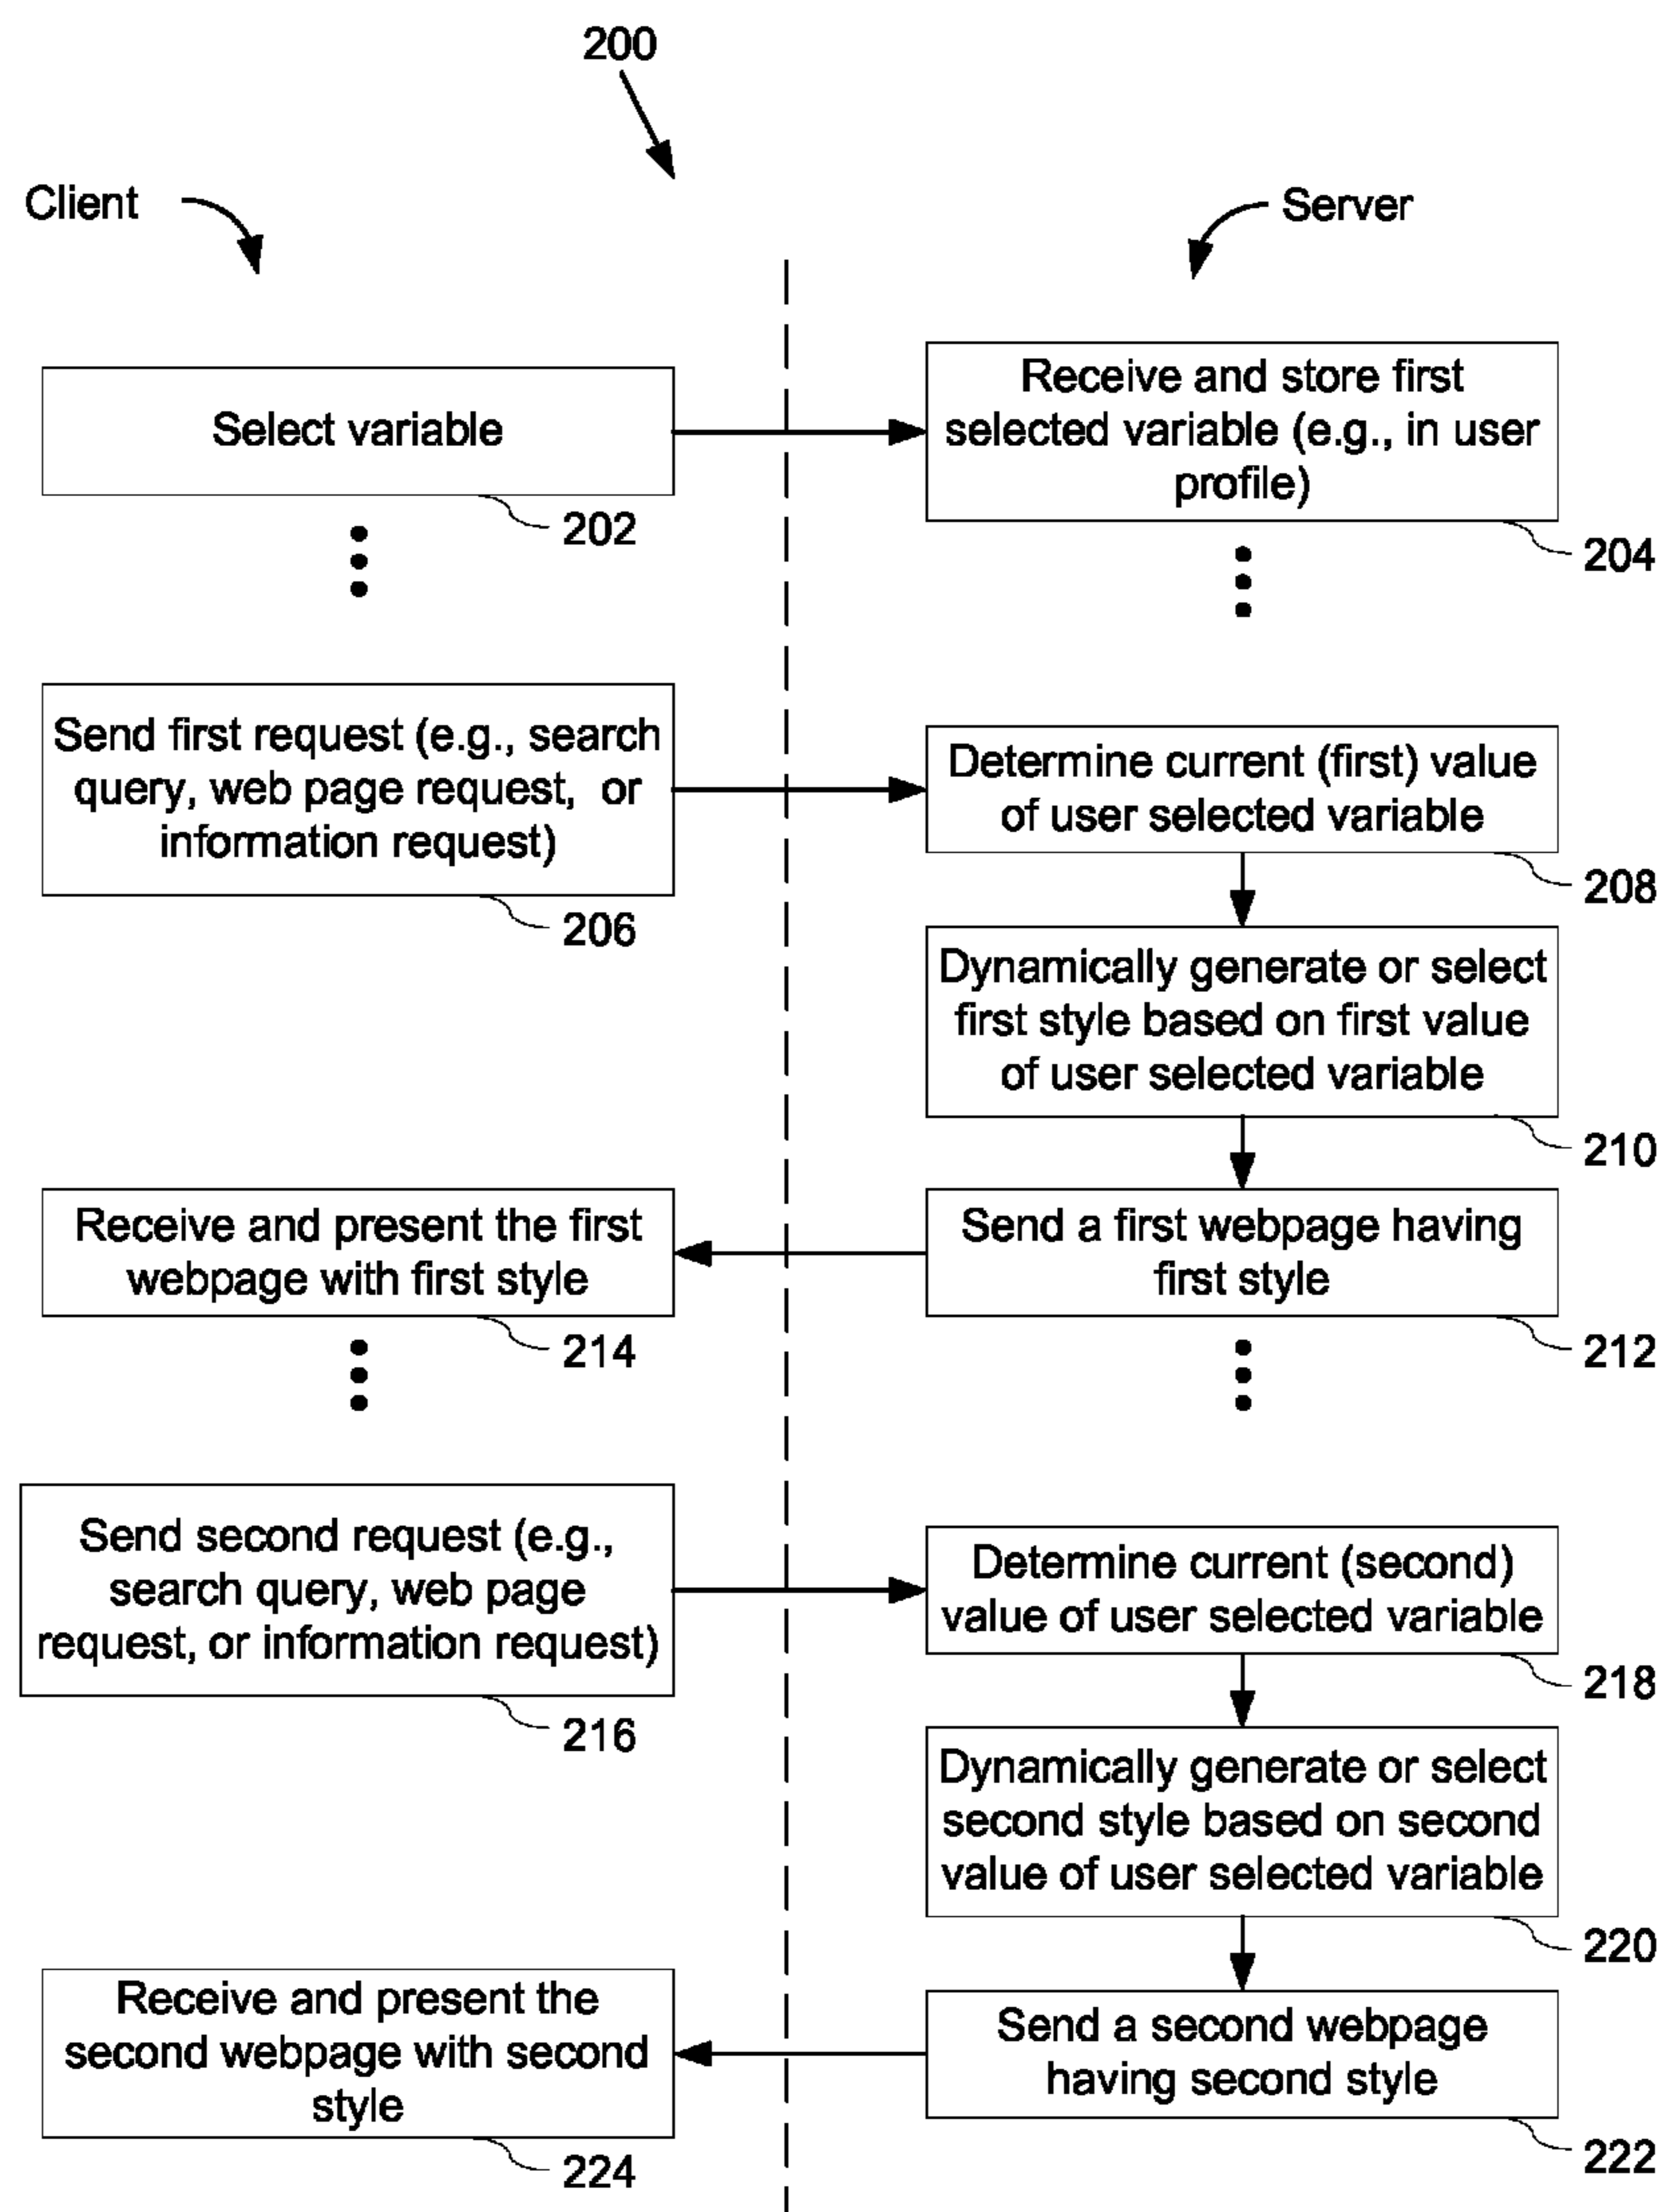 200
Client
Server
Select variable
202
Receive and store first
selected variable (e.g., in user
profile)
204
Send first request (e.g., search
query, web page request, or
information request)
206
Determine current (first) value
of user selected variable
208
Dynamically generate or select
first style based on first value
of user selected variable
210
Send a first webpage having
first style
212
Receive and present the first
webpage with first style
214
Send second request (e.g.,
search query, web page
request, or information request)
216
Determine current (second)
value of user selected variable
218
Dynamically generate or select
second style based on second
value of user selected variable
220
Send a second webpage
having second style
222
Receive and present the
second webpage with second
style
224